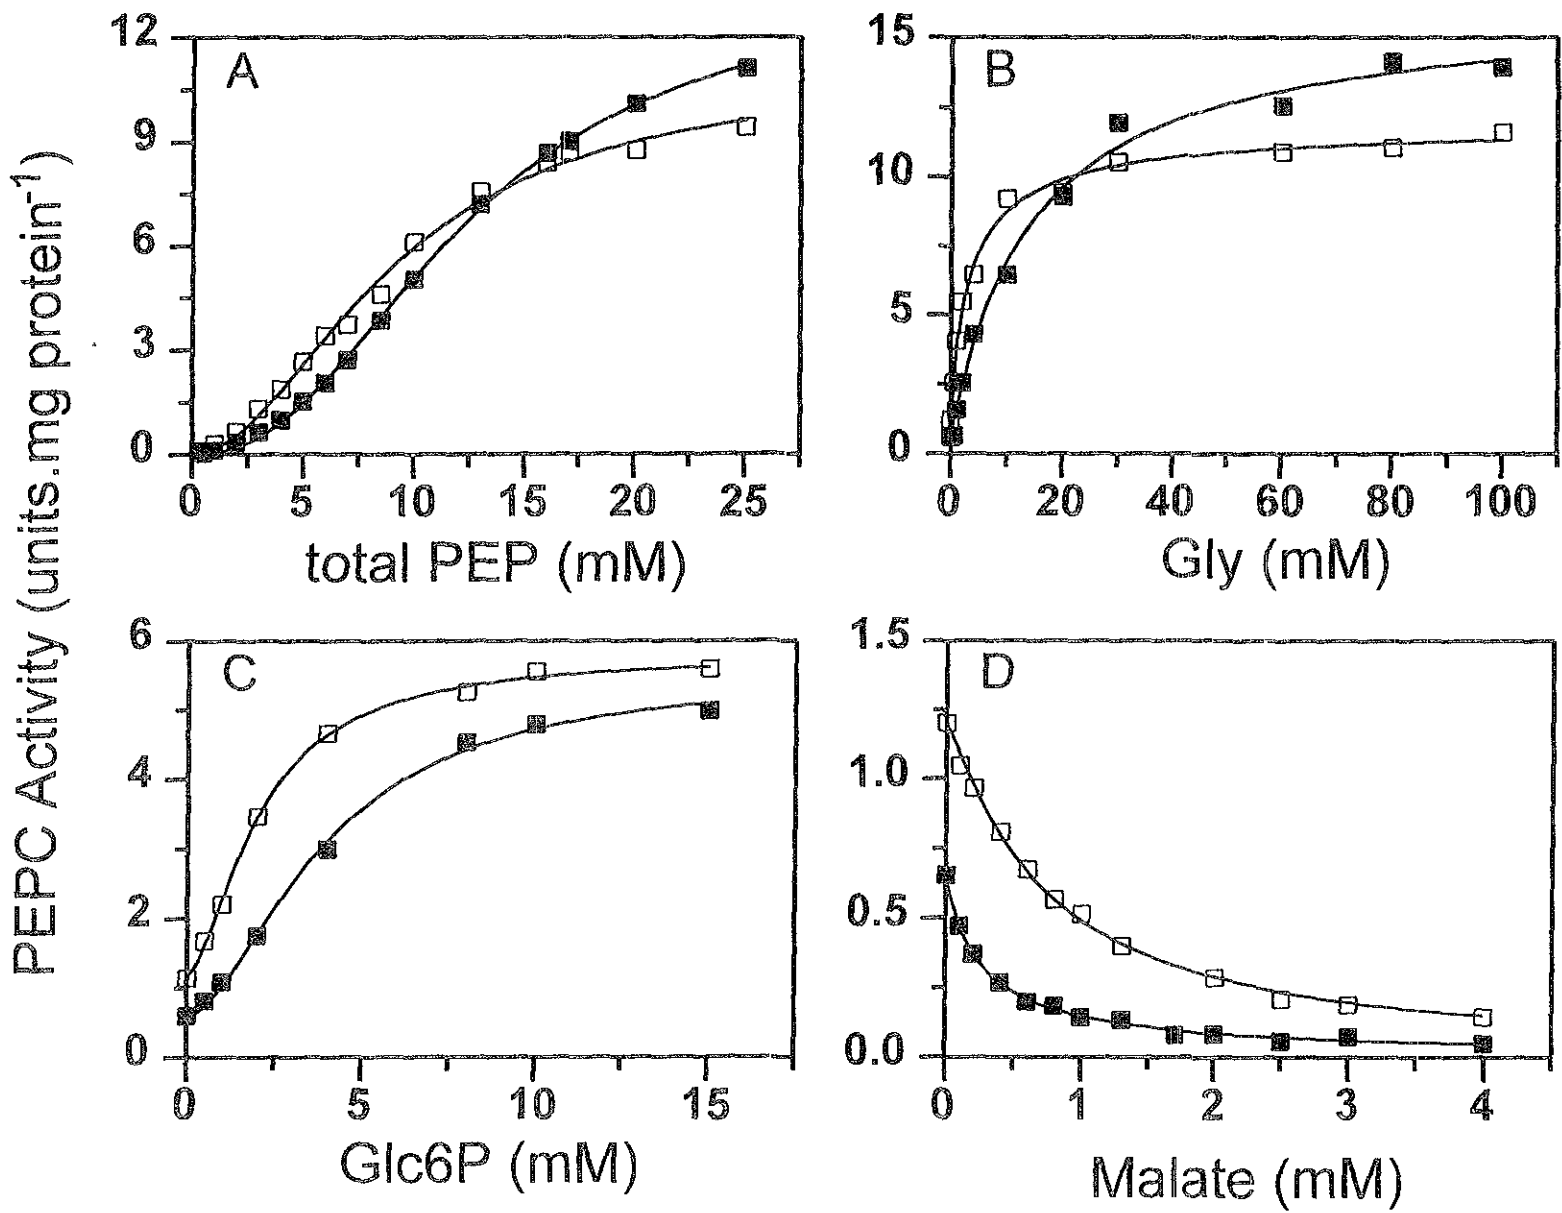 PEPC Activity (units.mg protein-1)
A
12
9
6
3
0
0 5 10 15 20 25
total PEP (mM)
B
15
10
5
0
0 20 40 60 80 100
Gly (mM)
C
6
4
2
0
0 5 10 15
Glc6P (mM)
D
1.5
1.0
0.5
0.0
0 1 2 3 4
Malate (mM)